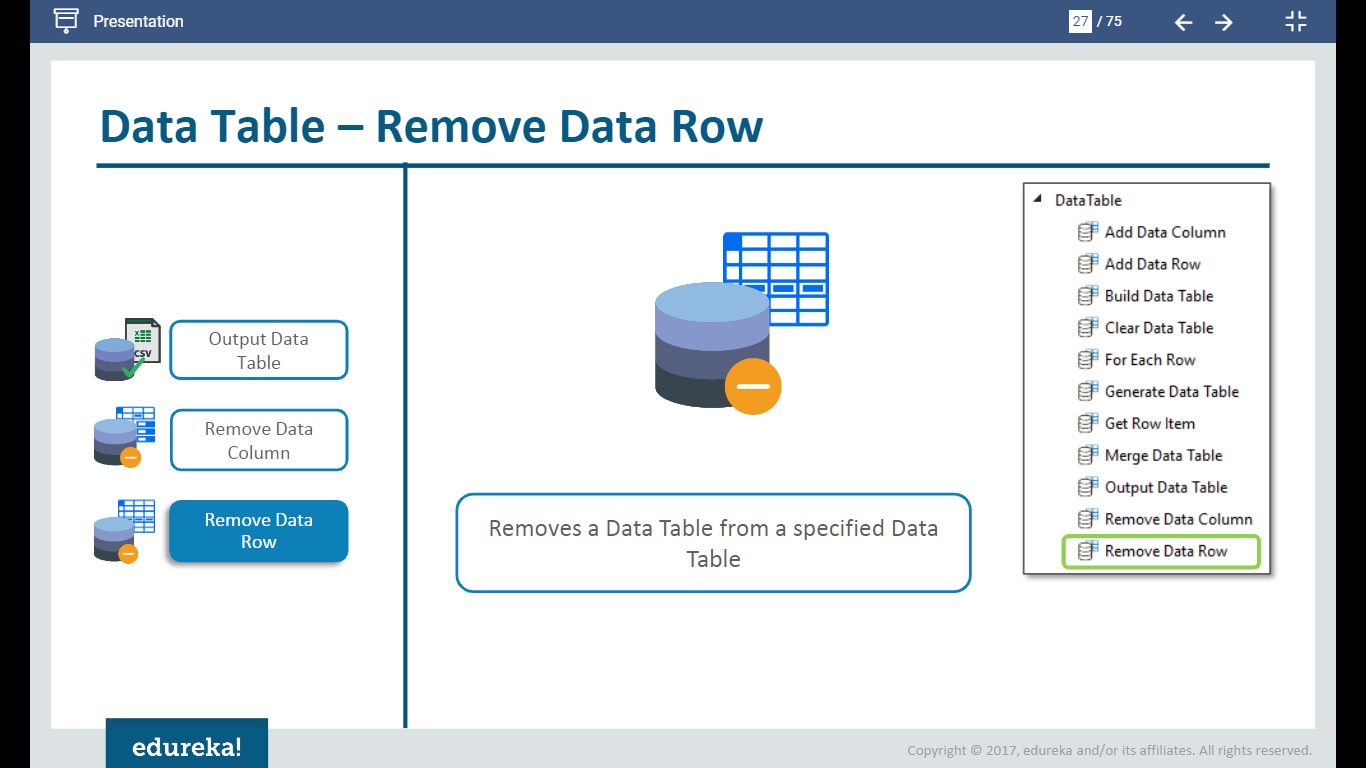 Presentation
27 / 75
Data Table – Remove Data Row
CSV
Output Data
Table
Remove Data
Column
Remove Data
Row
Removes a Data Table from a specified Data
Table
DataTable
Add Data Column
Add Data Row
Build Data Table
Clear Data Table
For Each Row
Generate Data Table
Get Row Item
Merge Data Table
Output Data Table
Remove Data Column
Remove Data Row
edureka!
Copyright © 2017, edureka and/or its affiliates. All rights reserved.